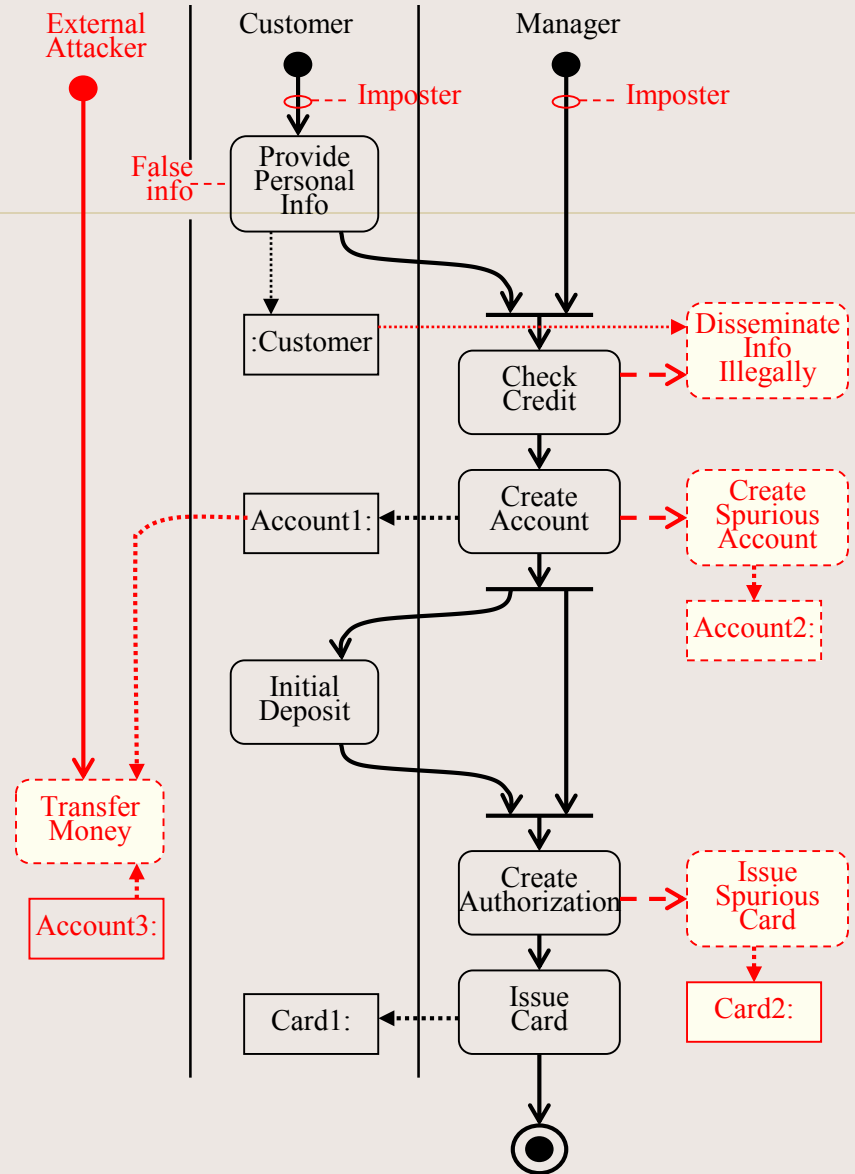 External
Attacker
Customer
Manager
Imposter
Imposter
False
info
Provide
Personal
Info
:Customer
Disseminate
Info
Illegally
Check
Credit
Account1:
Create
Account
Create
Spurious
Account
Account2:
Initial
Deposit
Transfer
Money
Account3:
Create
Authorization
Issue
Spurious
Card
Card1:
Issue
Card
Card2: